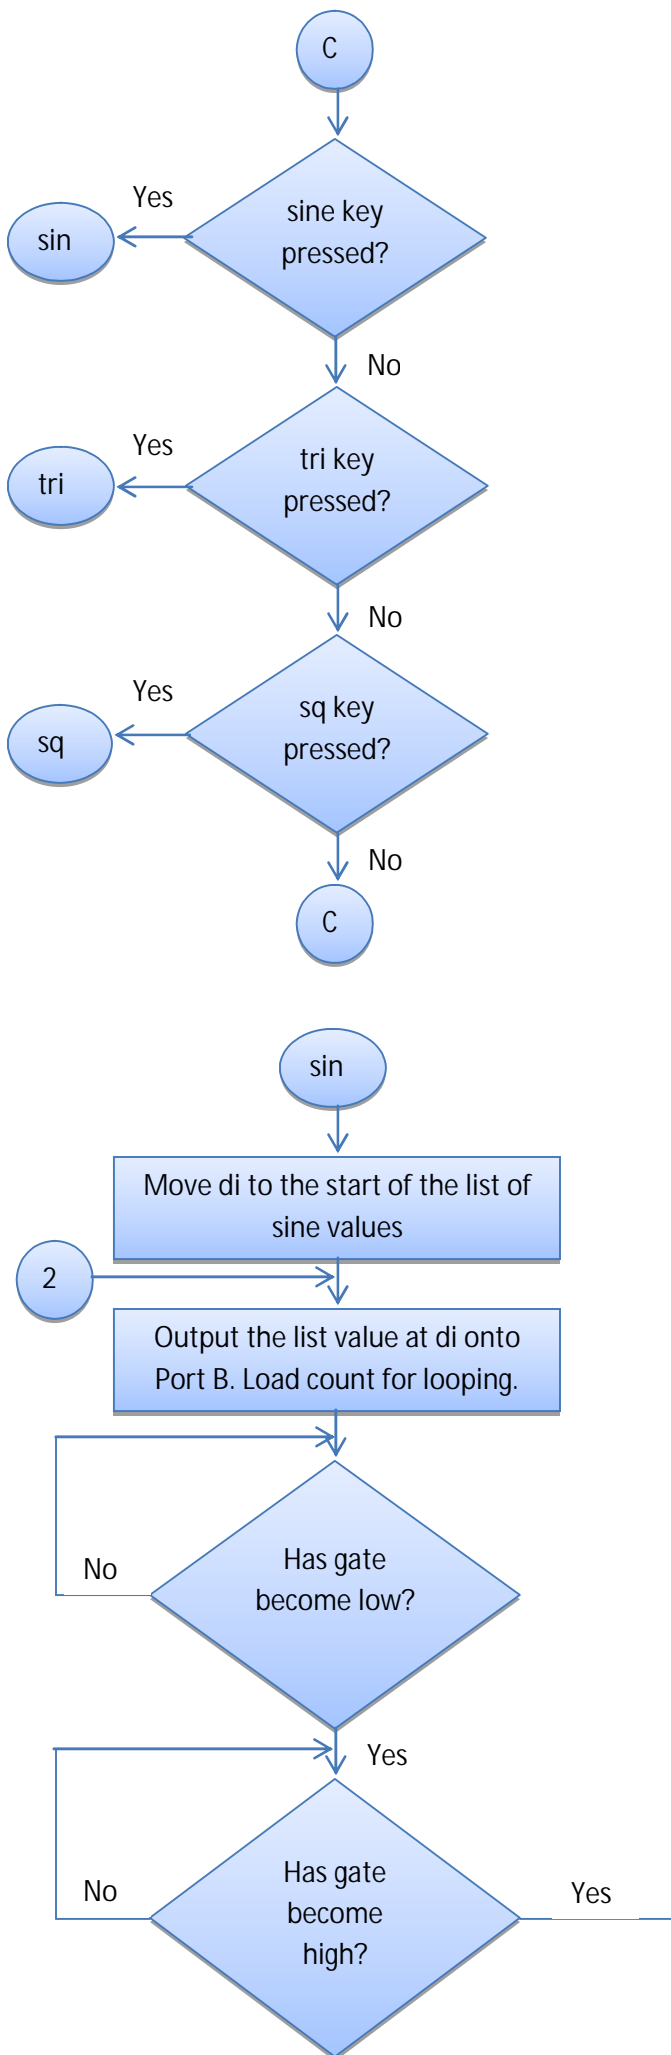 C
Yes
sine key
pressed?
sin
No
Yes
tri key
pressed?
tri
No
Yes
sq key
pressed?
sq
No
C
sin
Move di to the start of the list of
sine values
2
Output the list value at di onto
Port B. Load count for looping.
Has gate
become low?
No
Yes
Has gate
become
high?
No
Yes